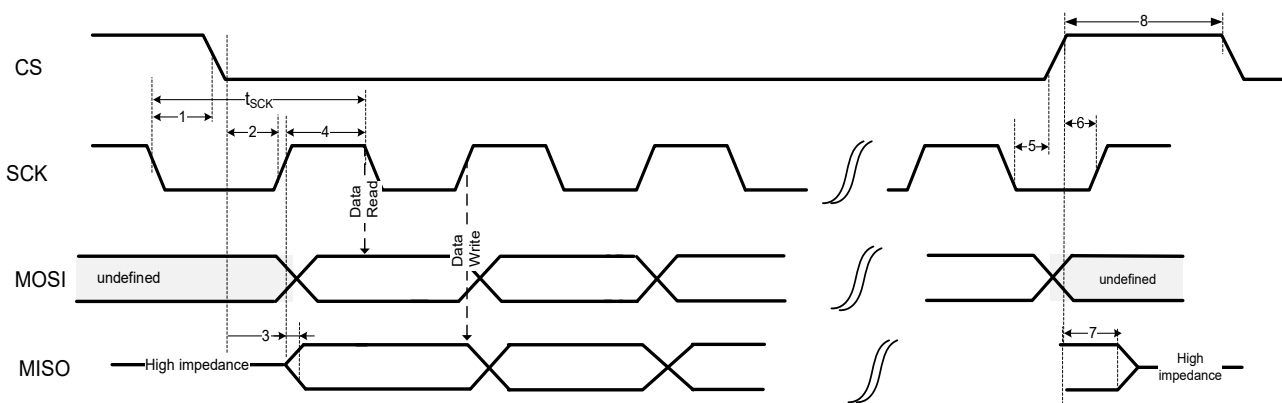 8
CS
tSCK
1
2
4
5
6
SCK
Data
Read
Data
Write
MOSI
undefined
undefined
3
7
MISO
High impedance
High
impedance